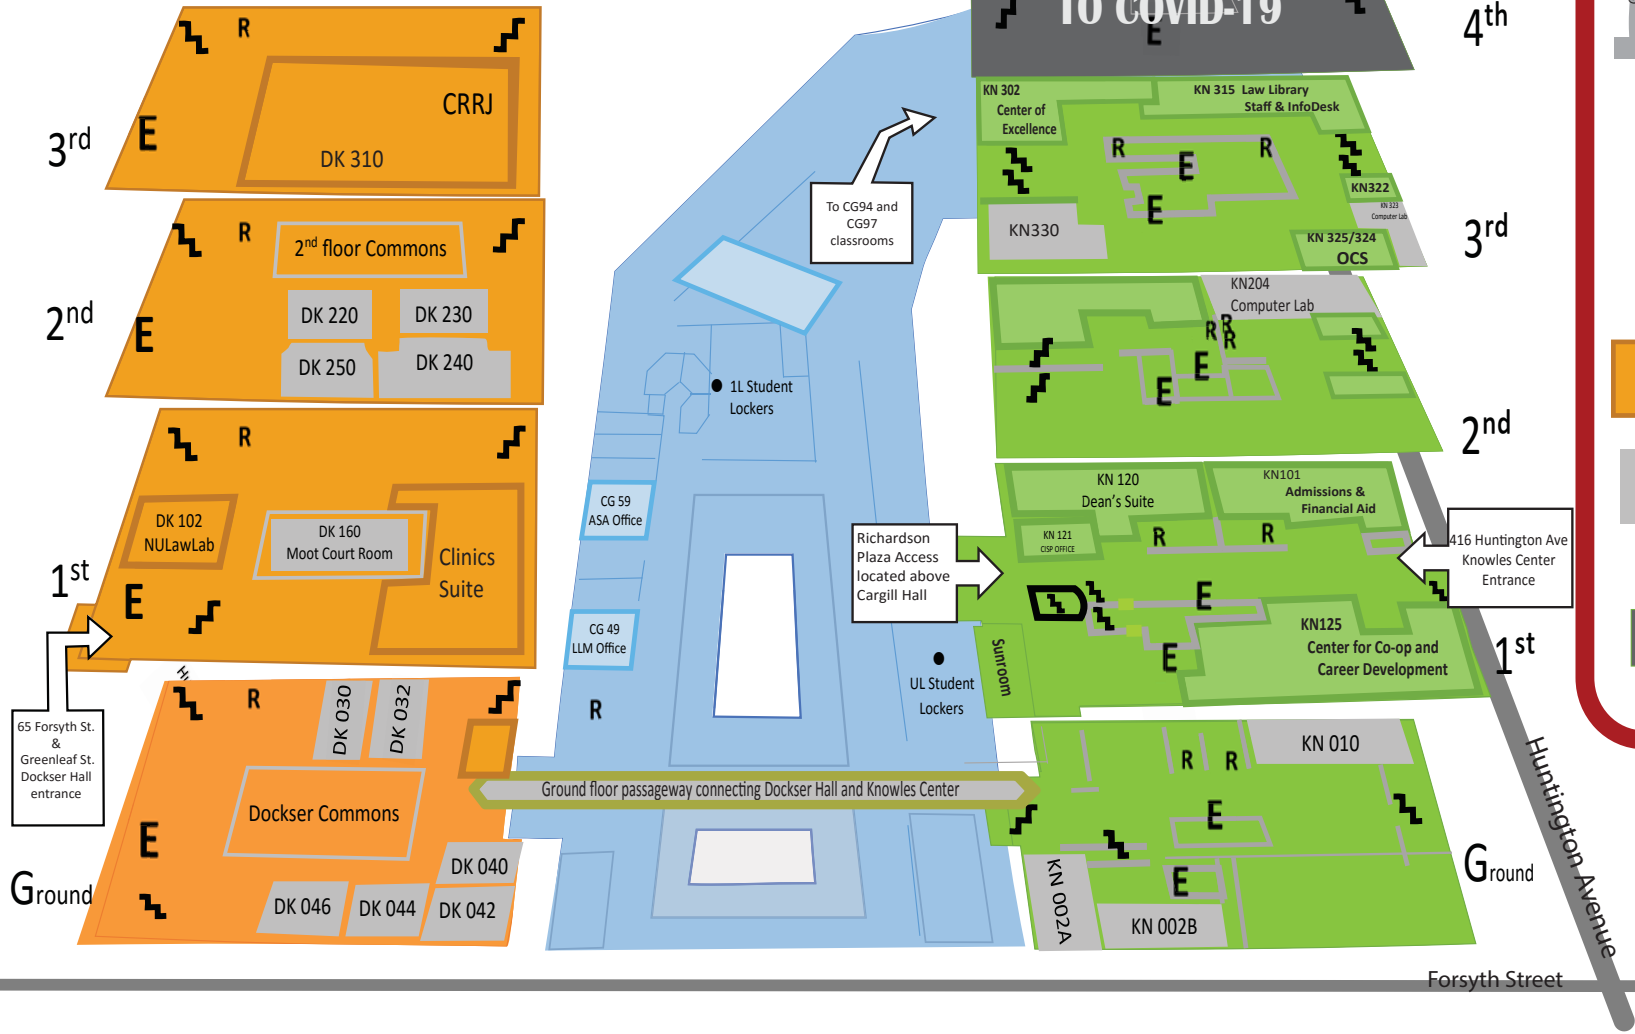 3rd
R
E
CRRJ
DK 310
2nd
R
E
2nd floor Commons
DK 220
DK 230
DK 250
DK 240
1st
R
E
DK 102
NULawLab
DK 160
Moot Court Room
Clinics
Suite
65 Forsyth St.
&
Greenleaf St.
Dockser Hall
entrance
Ground
R
E
DK 030
DK 032
Dockser Commons
DK 040
DK 046
DK 044
DK 042
To CG94 and
CG97
classrooms
1L Student
Lockers
CG 59
ASA Office
CG 49
LLM Office
R
UL Student
Lockers
Richardson
Plaza Access
located above
Cargill Hall
Ground floor passageway connecting Dockser Hall and Knowles Center
TO COVID-19
E
4th
KN 302
Center of
Excellence
KN 315 Law Library
Staff & InfoDesk
R
E
R
E
KN322
KN 323
Computer Lab
KN330
KN 325/324
OCS
3rd
KN204
Computer Lab
R
R
R
E
E
2nd
KN 120
Dean's Suite
KN101
Admissions &
Financial Aid
KN 121
CISP OFFICE
R
R
E
E
416 Huntington Ave
Knowles Center
Entrance
KN125
Center for Co-op and
Career Development
Sunroom
1st
KN 010
R
R
E
E
KN 002A
KN 002B
Ground
Huntington Avenue
Forsyth Street